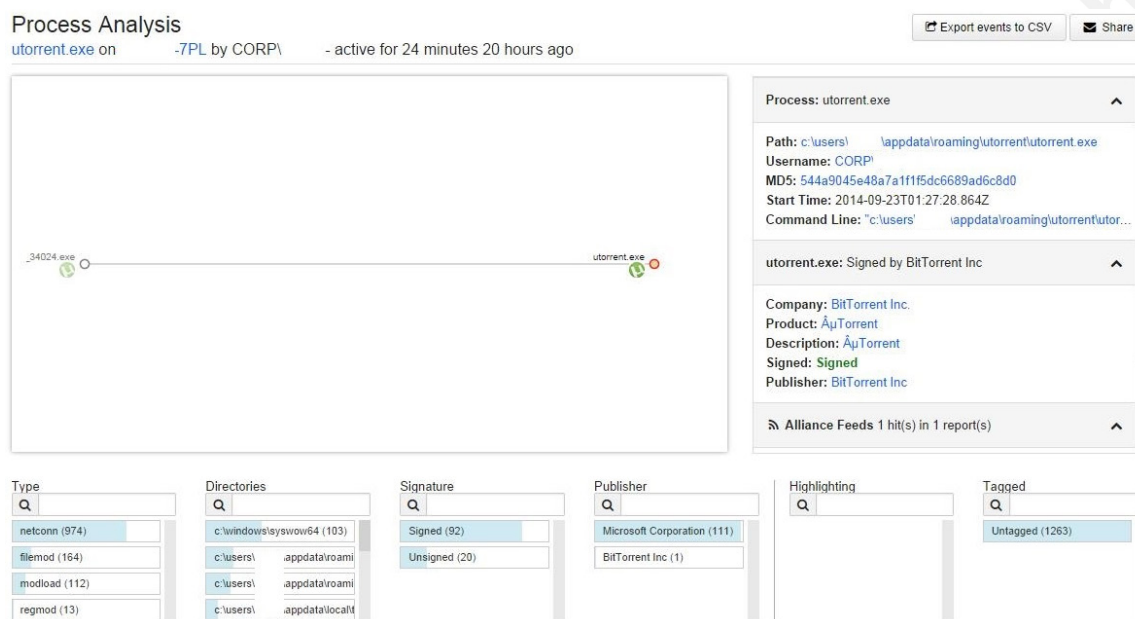 Process Analysis
utorrent.exe on -7PL by CORP\ - active for 24 minutes 20 hours ago
Export events to CSV
Share
_34024.exe
utorrent.exe
Process: utorrent.exe
Path: c:\users\ \appdata\roaming\utorrent\utorrent.exe
Username: CORP\
MD5: 544a9045e48a7a1f1f5dc6689ad6c8d0
Start Time: 2014-09-23T01:27:28.864Z
Command Line: "c:\users' \appdata\roaming\utorrent\utor...
utorrent.exe: Signed by BitTorrent Inc
Company: BitTorrent Inc.
Product: ÂµTorrent
Description: ÂµTorrent
Signed: Signed
Publisher: BitTorrent Inc
Alliance Feeds 1 hit(s) in 1 report(s)
Type
netconn (974)
filemod (164)
modload (112)
regmod (13)
Directories
c:\windows\syswow64 (103)
c:\users\ .appdata\roami
c:\users\ .appdata\roami
c:\users\ .appdata\local\t
Signature
Signed (92)
Unsigned (20)
Publisher
Microsoft Corporation (111)
BitTorrent Inc (1)
Highlighting
Tagged
Untagged (1263)